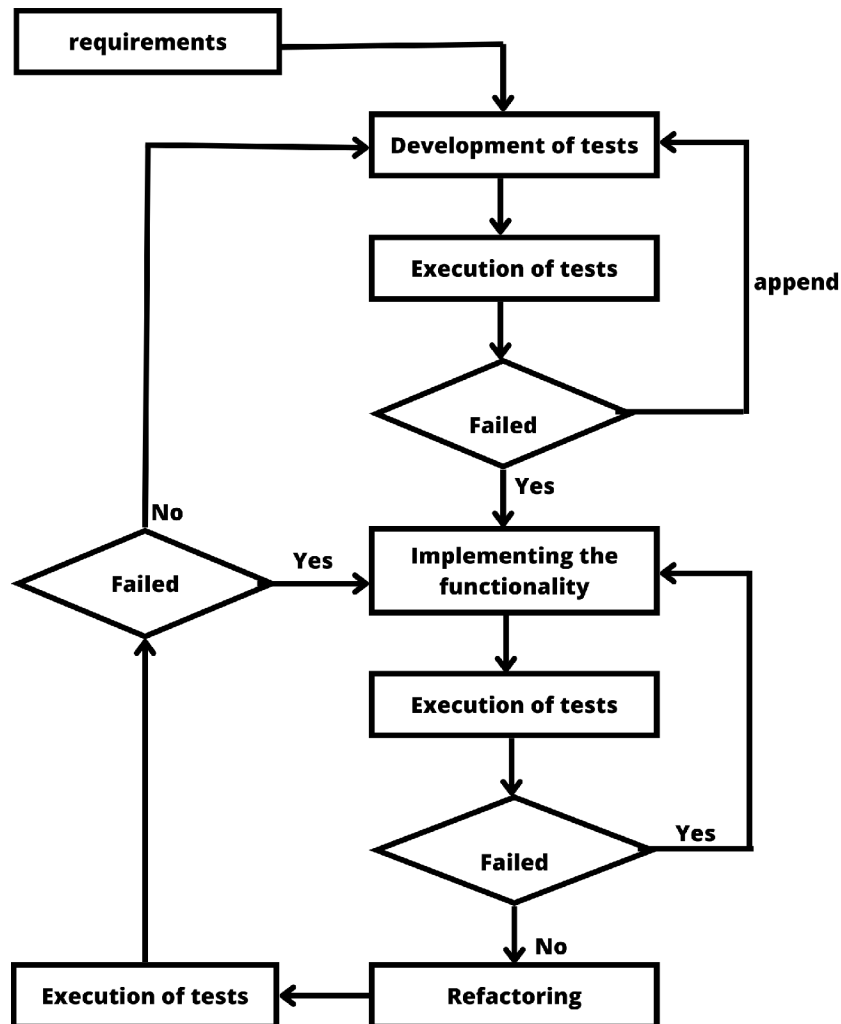 requirements
Development of tests
Execution of tests
append
Failed
Yes
No
Failed
Yes
Implementing the
functionality
Execution of tests
Yes
Failed
No
Execution of tests
Refactoring